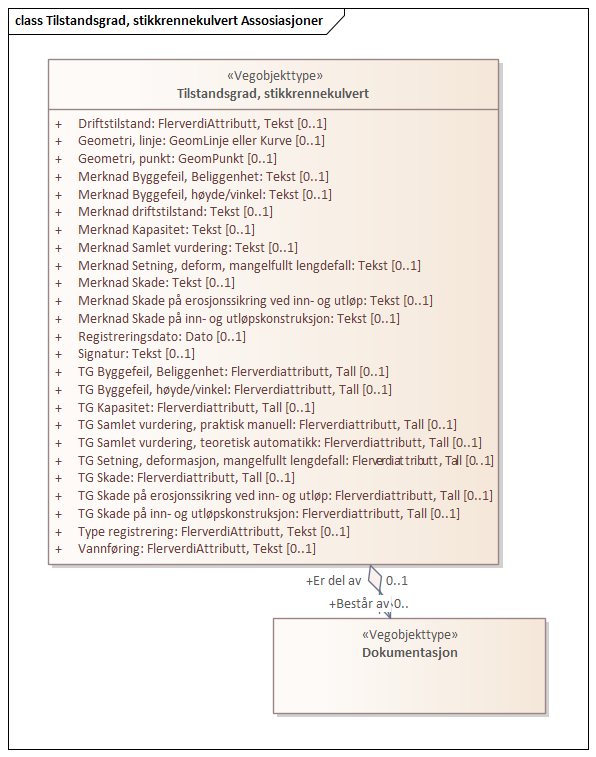 class Tilstandsgrad, stikkrennekulvert Assosiasjoner
«Vegobjekttype»
Tilstandsgrad, stikkrennekulvert
+ Driftstilstand: FlerverdiAttributt, Tekst [0..1]
+ Geometri, linje: GeomLinje eller Kurve [0..1]
+ Geometri, punkt: GeomPunkt [0..1]
+ Merknad Byggefeil, Beliggenhet: Tekst [0..1]
+ Merknad Byggefeil, høyde/vinkel: Tekst [0..1]
+ Merknad driftstilstand: Tekst [0..1]
+ Merknad Kapasitet: Tekst [0..1]
+ Merknad Samlet vurdering: Tekst [0..1]
+ Merknad Setning, deform, mangelfullt lengdefall: Tekst [0..1]
+ Merknad Skade: Tekst [0..1]
+ Merknad Skade på erosjonssikring ved inn- og utløp: Tekst [0..1]
+ Merknad Skade på inn- og utløpskonstruksjon: Tekst [0..1]
+ Registreringsdato: Dato [0..1]
+ Signatur: Tekst [0..1]
+ TG Byggefeil, Beliggenhet: Flerverdiattributt, Tall [0..1]
+ TG Byggefeil, høyde/vinkel: Flerverdiattributt, Tall [0..1]
+ TG Kapasitet: Flerverdiattributt, Tall [0..1]
+ TG Samlet vurdering, praktisk manuell: Flerverdiattributt, Tall [0..1]
+ TG Samlet vurdering, teoretisk automatikk: Flerverdiattributt, Tall [0..1]
+ TG Setning, deformasjon, mangelfullt lengdefall: Flerverdiattributt, Tall [0..1]
+ TG Skade: Flerverdiattributt, Tall [0..1]
+ TG Skade på erosjonssikring ved inn- og utløp: Flerverdiattributt, Tall [0..1]
+ TG Skade på inn- og utløpskonstruksjon: Flerverdiattributt, Tall [0..1]
+ Type registrering: FlerverdiAttributt, Tekst [0..1]
+ Vannføring: FlerverdiAttributt, Tekst [0..1]
+Er del av 0..1
+Består av 0..
«Vegobjekttype»
Dokumentasjon